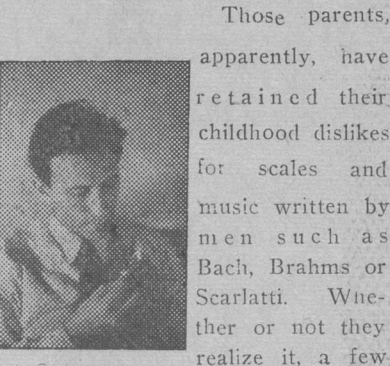 Those parents,
apparently, have
retained their
childhood dislikes
for scales and
music written by
men such as
Bach, Brahms or
Scarlatti. Whe-
ther or not they
realize it, a few